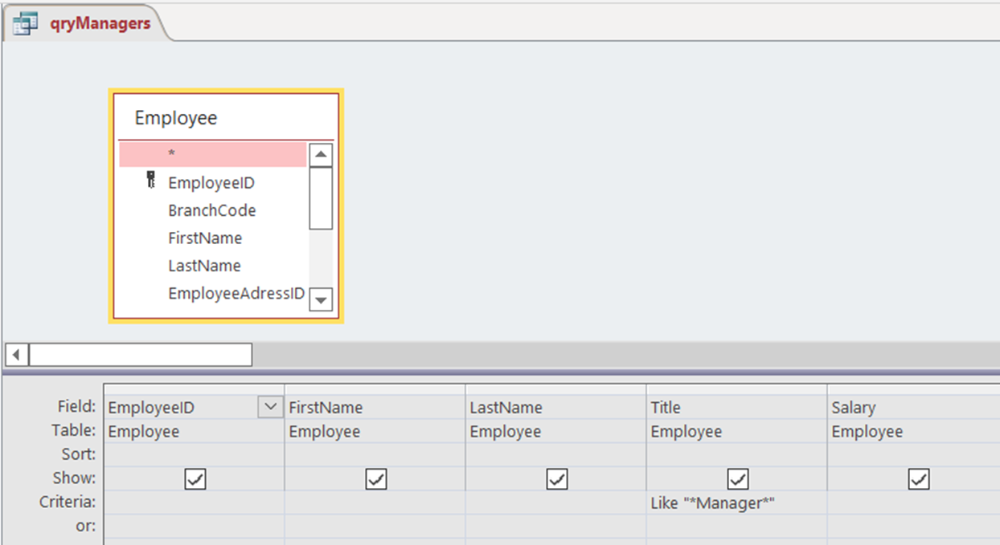 qryManagers
Employee
*
EmployeeID
BranchCode
FirstName
LastName
EmployeeAdressID
Field: EmployeeID FirstName LastName Title Salary
Table: Employee Employee Employee Employee Employee
Sort:
Show:
Criteria: Like "*Manager*"
or: